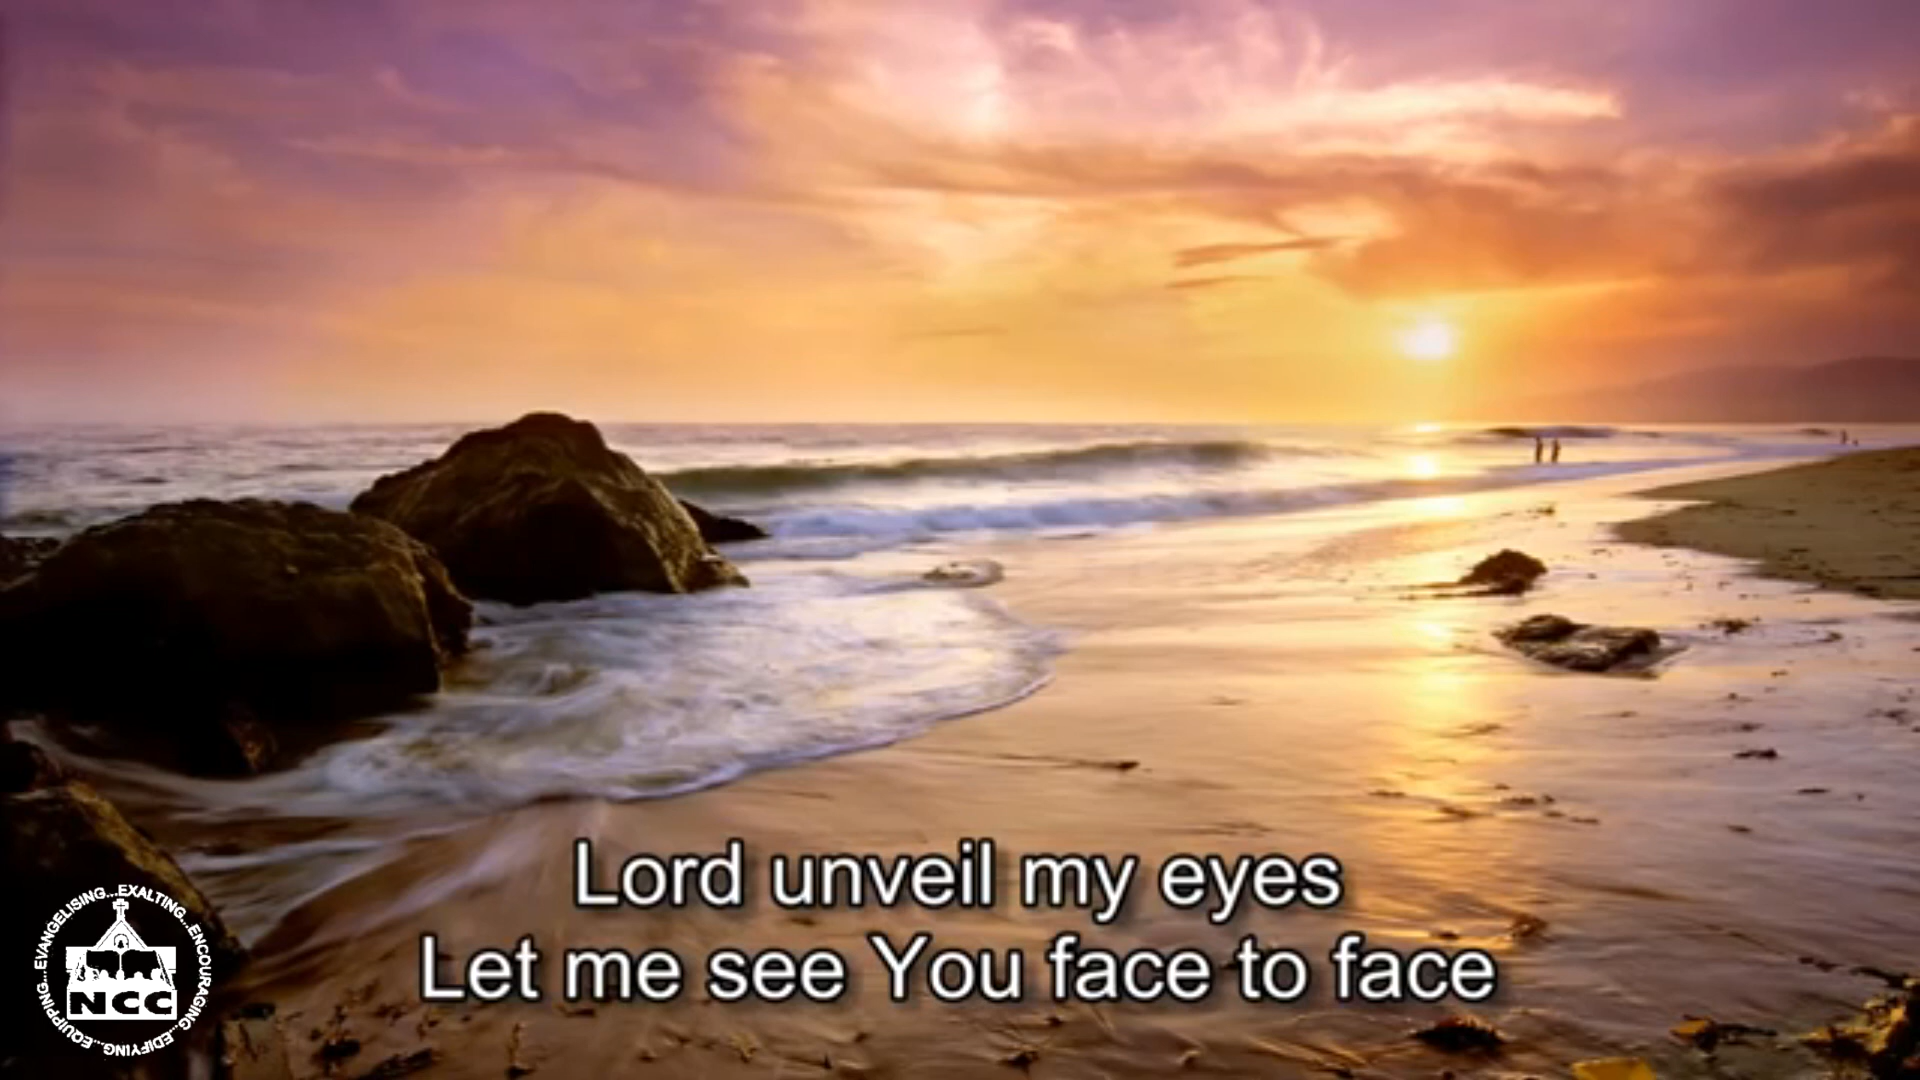 Lord unveil my eyes
Let me see You face to face
EVANGELISING...EXALTING...ENCOURAGING...EDIFYING...EQUIPPING...
NCC